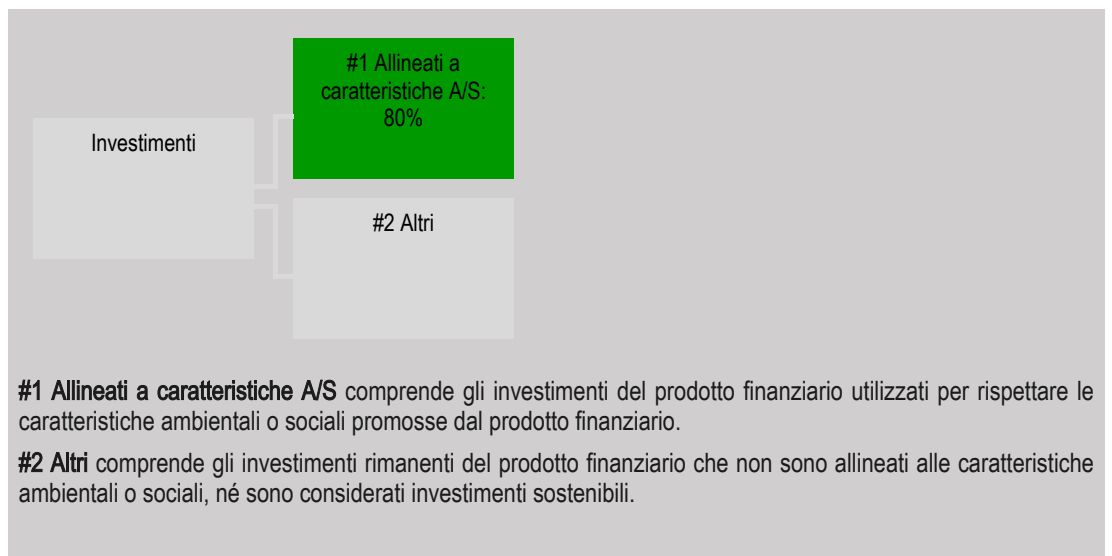 #1 Allineati a
caratteristiche A/S:
80%
Investimenti
#2 Altri
#1 Allineati a caratteristiche A/S comprende gli investimenti del prodotto finanziario utilizzati per rispettare le
caratteristiche ambientali o sociali promosse dal prodotto finanziario.
#2 Altri comprende gli investimenti rimanenti del prodotto finanziario che non sono allineati alle caratteristiche
ambientali o sociali, né sono considerati investimenti sostenibili.